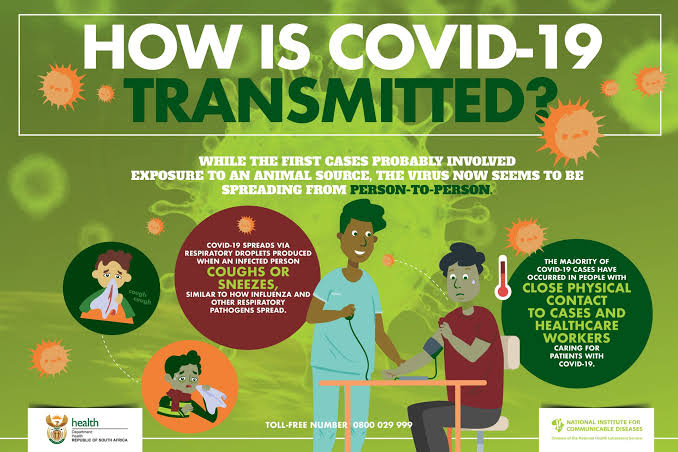 HOW IS COVID-19
TRANSMITTED?
WHILE THE FIRST CASES PROBABLY INVOLVED
EXPOSURE TO AN ANIMAL SOURCE, THE VIRUS NOW SEEMS TO BE
SPREADING FROM PERSON-TO-PERSON.
COVID-19 SPREADS VIA
RESPIRATORY DROPLETS PRODUCED
WHEN AN INFECTED PERSON
COUGHS OR
SNEEZES,
SIMILAR TO HOW INFLUENZA AND
OTHER RESPIRATORY
PATHOGENS SPREAD.
cough
cough
THE MAJORITY OF
COVID-19 CASES HAVE
OCCURRED IN PEOPLE WITH
CLOSE PHYSICAL
CONTACT
TO CASES AND
HEALTHCARE
WORKERS
CARING FOR
PATIENTS WITH
COVID-19.
health
Department:
Health
REPUBLIC OF SOUTH AFRICA
TOLL-FREE NUMBER 0800 029 999
NATIONAL INSTITUTE FOR
COMMUNICABLE DISEASES
Division of the National Health Laboratory Service